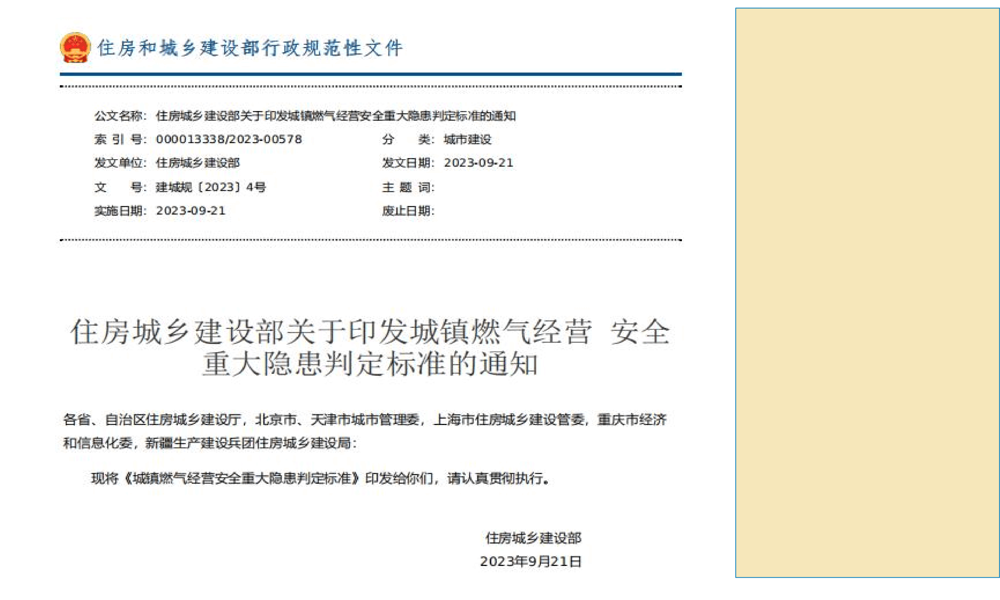 住房和城乡建设部行政规范性文件
公文名称：住房城乡建设部关于印发城镇燃气经营安全重大隐患判定标准的通知
索 引 号：000013338/2023-00578 分 类：城市建设
发文单位：住房城乡建设部 发文日期：2023-09-21
文 号：建城规〔2023〕4号 主 题 词：
实施日期：2023-09-21 废止日期：
住房城乡建设部关于印发城镇燃气经营 安全
重大隐患判定标准的通知
各省、自治区住房城乡建设厅，北京市、天津市城市管理委，上海市住房城乡建设管委，重庆市经济
和信息化委，新疆生产建设兵团住房城乡建设局：
现将《城镇燃气经营安全重大隐患判定标准》印发给你们，请认真贯彻执行。
住房城乡建设部
2023年9月21日